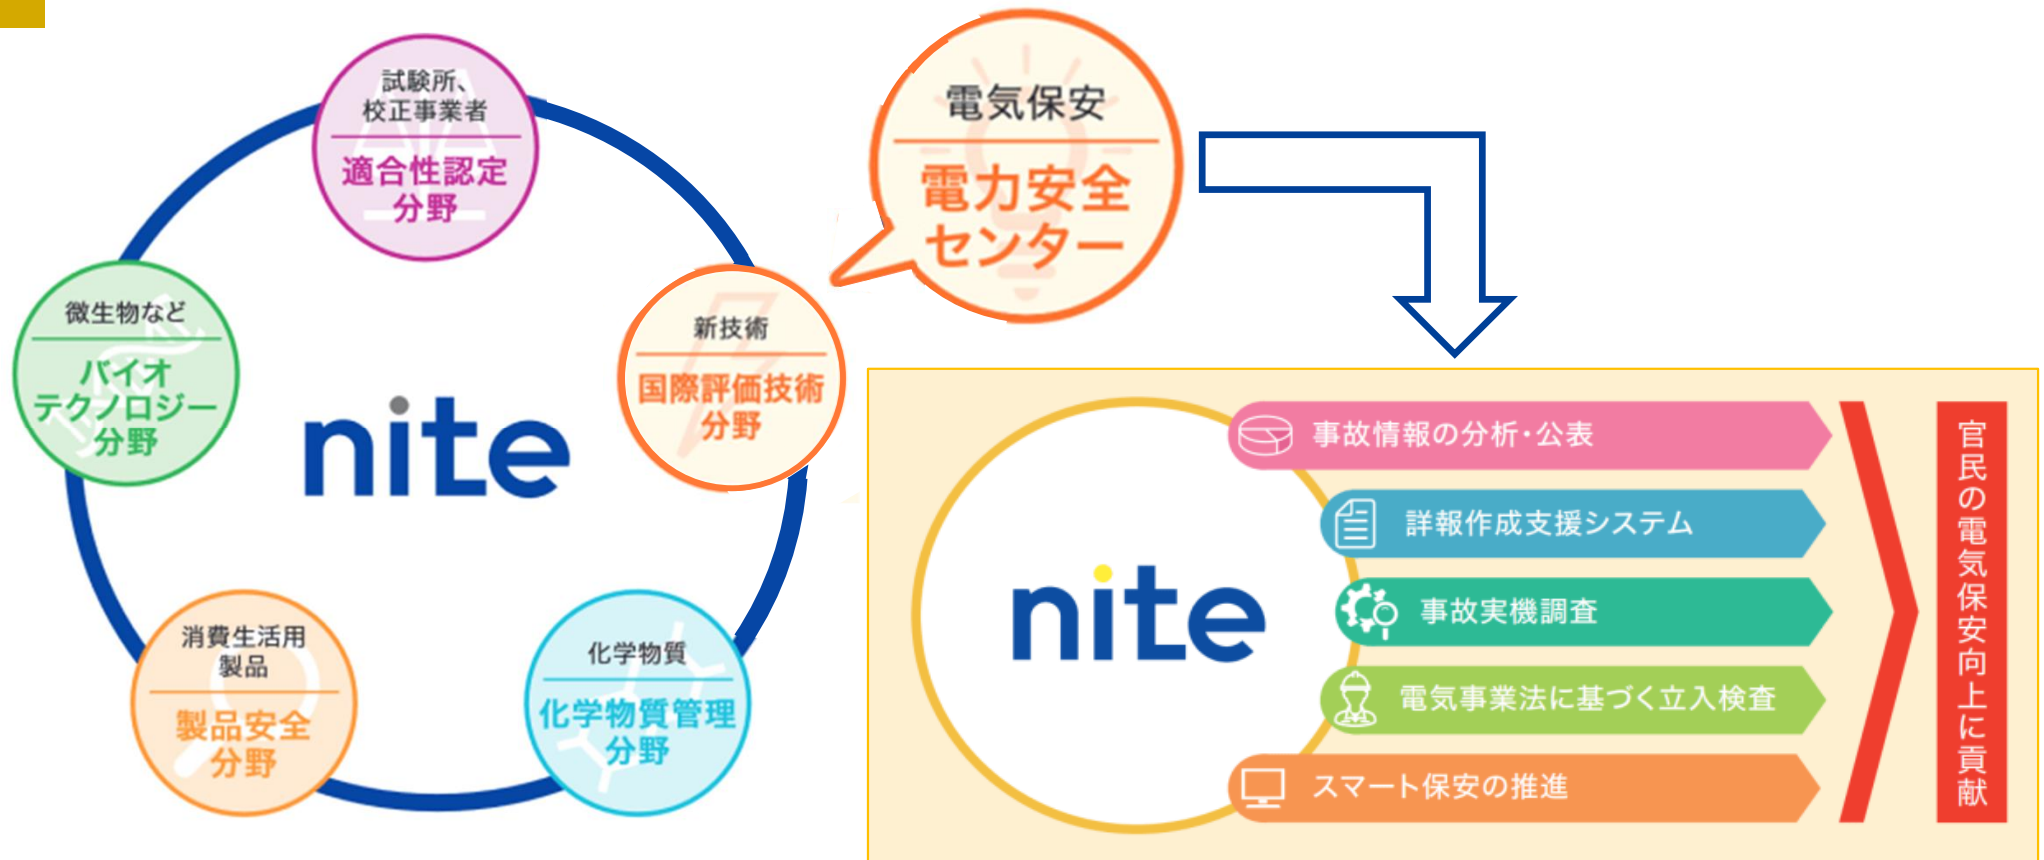 試験所、
校正事業者
適合性認定
分野
微生物など
バイオ
テクノロジー
分野
新技術
国際評価技術
分野
消費生活用
製品
製品安全
分野
化学物質
化学物質管理
分野
nite
電気保安
電力安全
センター
nite
事故情報の分析・公表
詳報作成支援システム
事故実機調査
電気事業法に基づく立入検査
スマート保安の推進
官民の電気保安向上に貢献